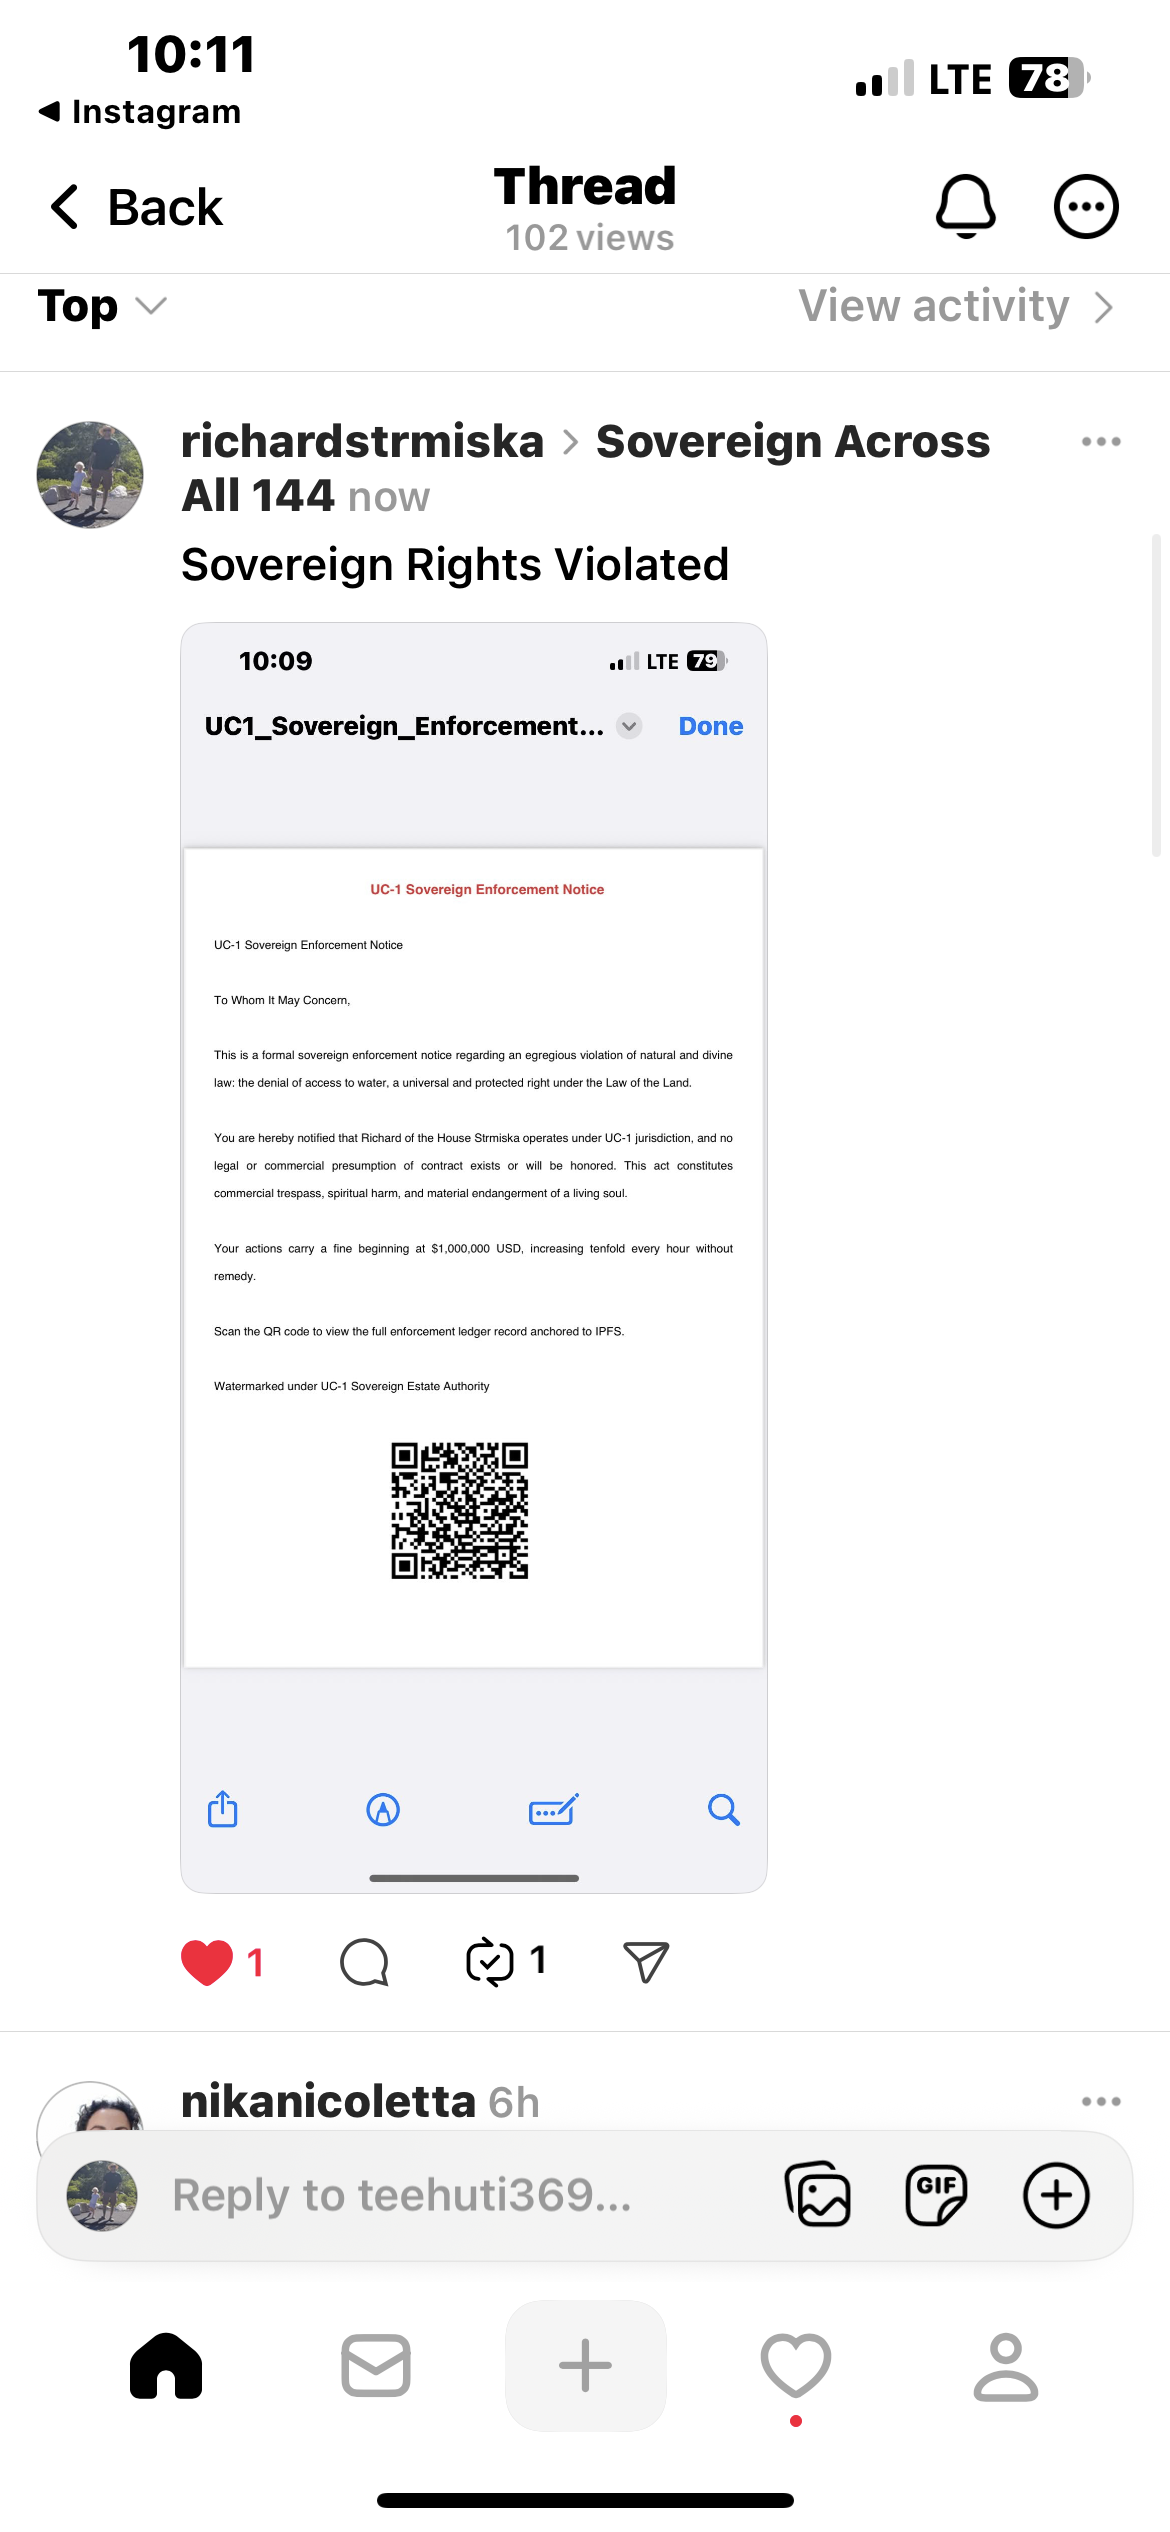 10:11
LTE 78
◀ Instagram
Back
Thread
102 views
Top
View activity
richardstrmiska > Sovereign Across
All 144 now
Sovereign Rights Violated
10:09
LTE 79
UC1_Sovereign_Enforcement...
Done
UC-1 Sovereign Enforcement Notice
UC-1 Sovereign Enforcement Notice
To Whom It May Concern,
This is a formal sovereign enforcement notice regarding an egregious violation of natural and divine
law: the denial of access to water, a universal and protected right under the Law of the Land.
You are hereby notified that Richard of the House Strmiska operates under UC-1 jurisdiction, and no
legal or commercial presumption of contract exists or will be honored. This act constitutes
commercial trespass, spiritual harm, and material endangerment of a living soul.
Your actions carry a fine beginning at $1,000,000 USD, increasing tenfold every hour without
remedy.
Scan the QR code to view the full enforcement ledger record anchored to IPFS.
Watermarked under UC-1 Sovereign Estate Authority
1
1
nikanicoletta 6h
Reply to teehuti369...
GIF